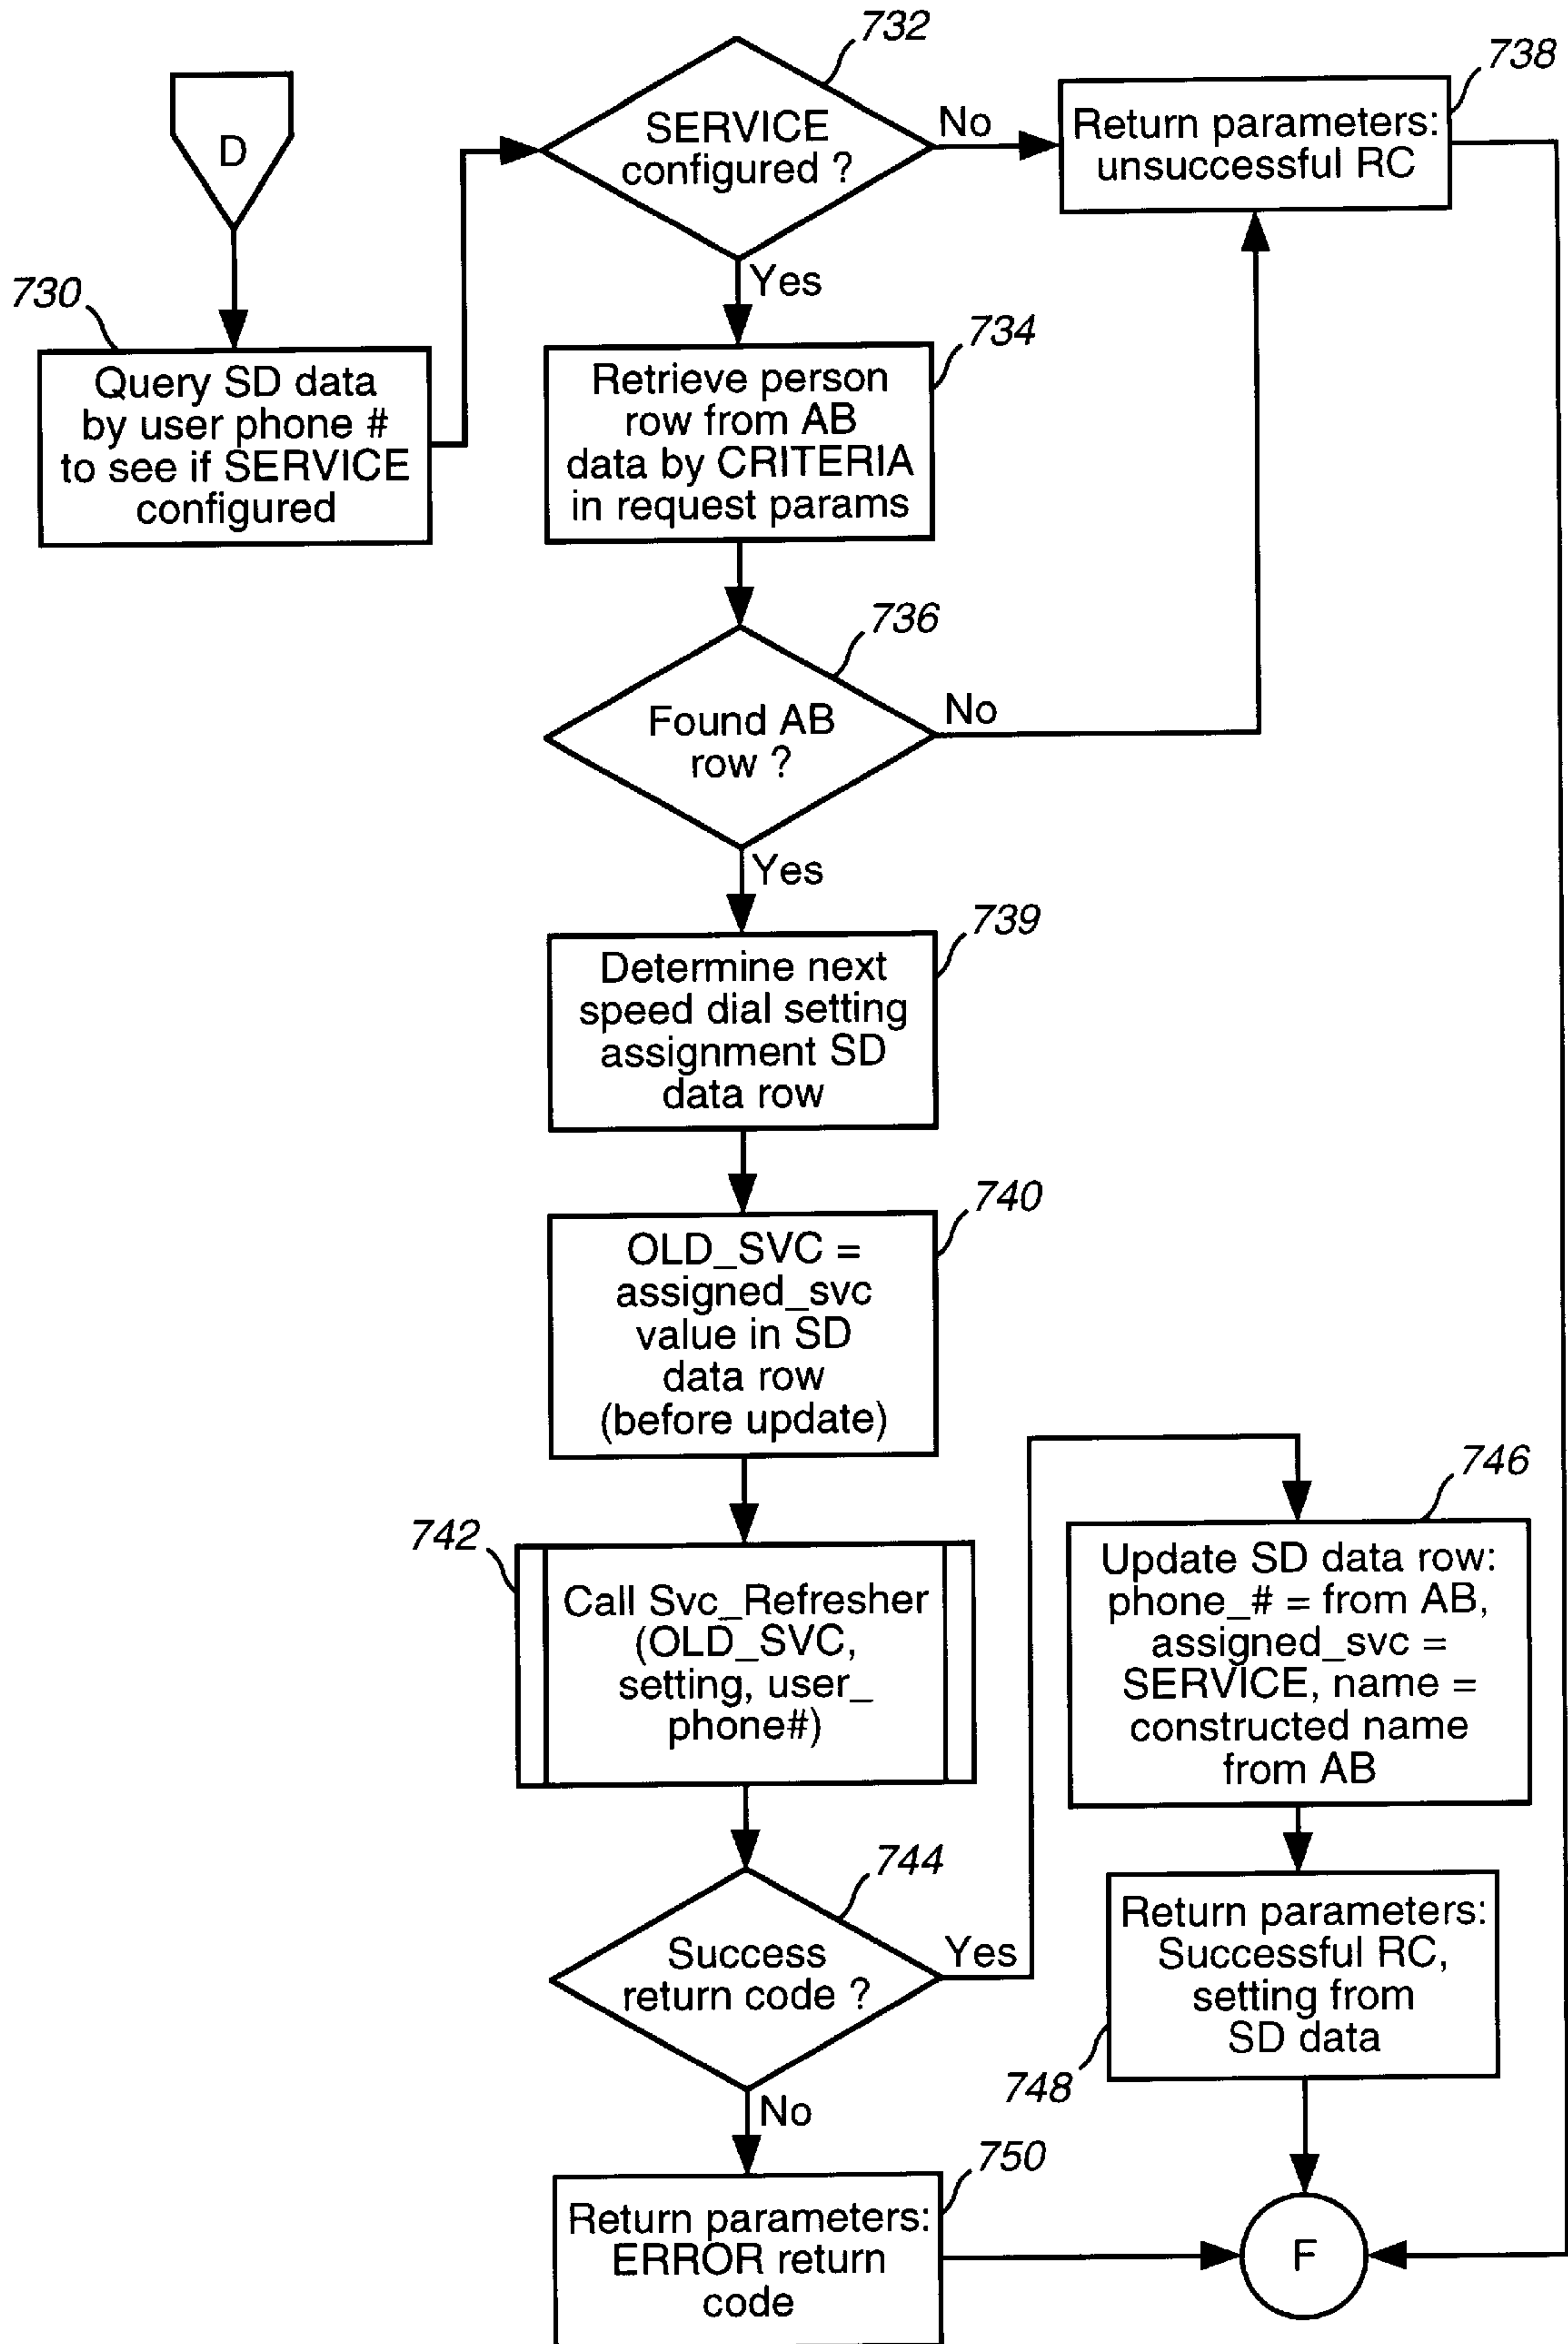 D
730
Query SD data
by user phone #
to see if SERVICE
configured
732
SERVICE
configured ?
No
Yes
738
Return parameters:
unsuccessful RC
734
Retrieve person
row from AB
data by CRITERIA
in request params
736
Found AB
row ?
No
Yes
739
Determine next
speed dial setting
assignment SD
data row
740
OLD_SVC =
assigned_svc
value in SD
data row
(before update)
742
Call Svc_Refresher
(OLD_SVC,
setting, user_
phone#)
744
Success
return code ?
Yes
No
746
Update SD data row:
phone_# = from AB,
assigned_svc =
SERVICE, name =
constructed name
from AB
748
Return parameters:
Successful RC,
setting from
SD data
750
Return parameters:
ERROR return
code
F